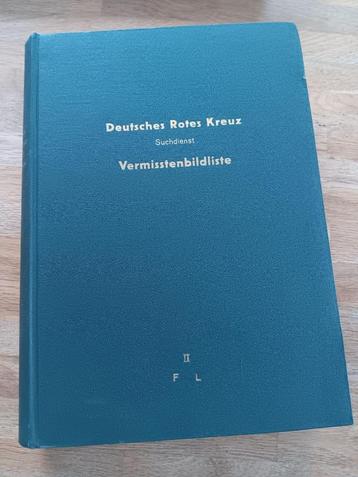 Deutsches Rotes Kreuz
Suchdienst
Vermisstenbildliste
II
F L